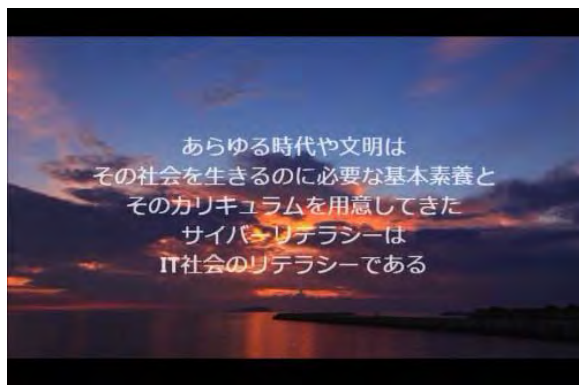 あらゆる時代や文明は
その社会を生きるのに必要な基本素養と
そのカリキュラムを用意してきた
サイバーリテラシーは
IT社会のリテラシーである